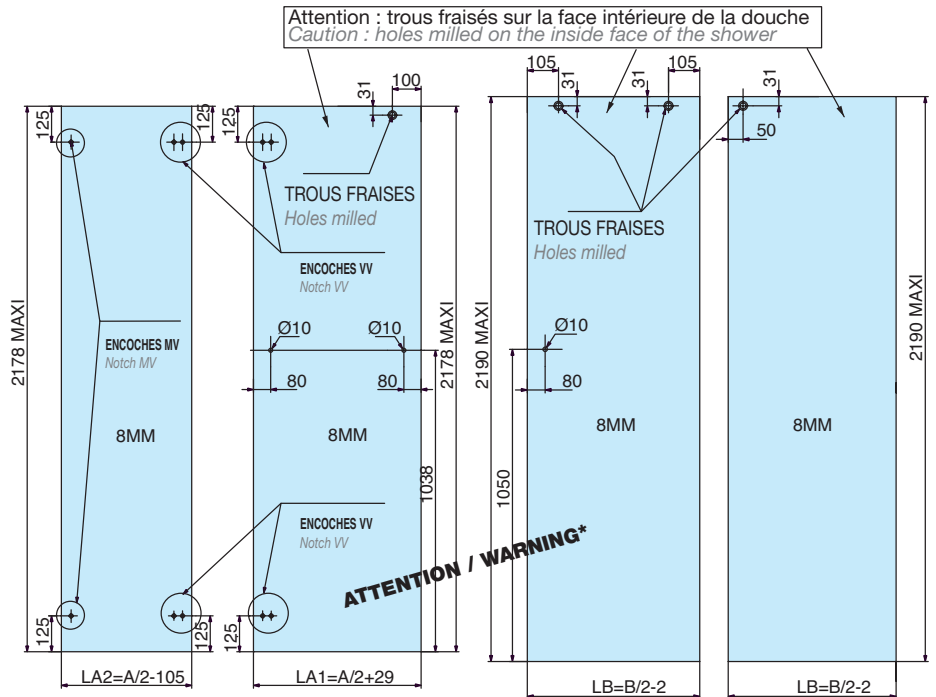 Attention : trous fraisés sur la face intérieure de la douche
Caution : holes milled on the inside face of the shower
125
125
125
31
100
105
31
105
31
50
TROUS FRAISES
Holes milled
TROUS FRAISES
Holes milled
ENCOCHES VV
Notch VV
2178 MAXI
ENCOCHES MV
Notch MV
Ø10
Ø10
80
80
2178 MAXI
2190 MAXI
Ø10
80
2190 MAXI
8MM
8MM
8MM
8MM
1038
1050
ENCOCHES VV
Notch VV
ATTENTION / WARNING*
125
125
125
LA2=A/2-105
LA1=A/2+29
LB=B/2-2
LB=B/2-2